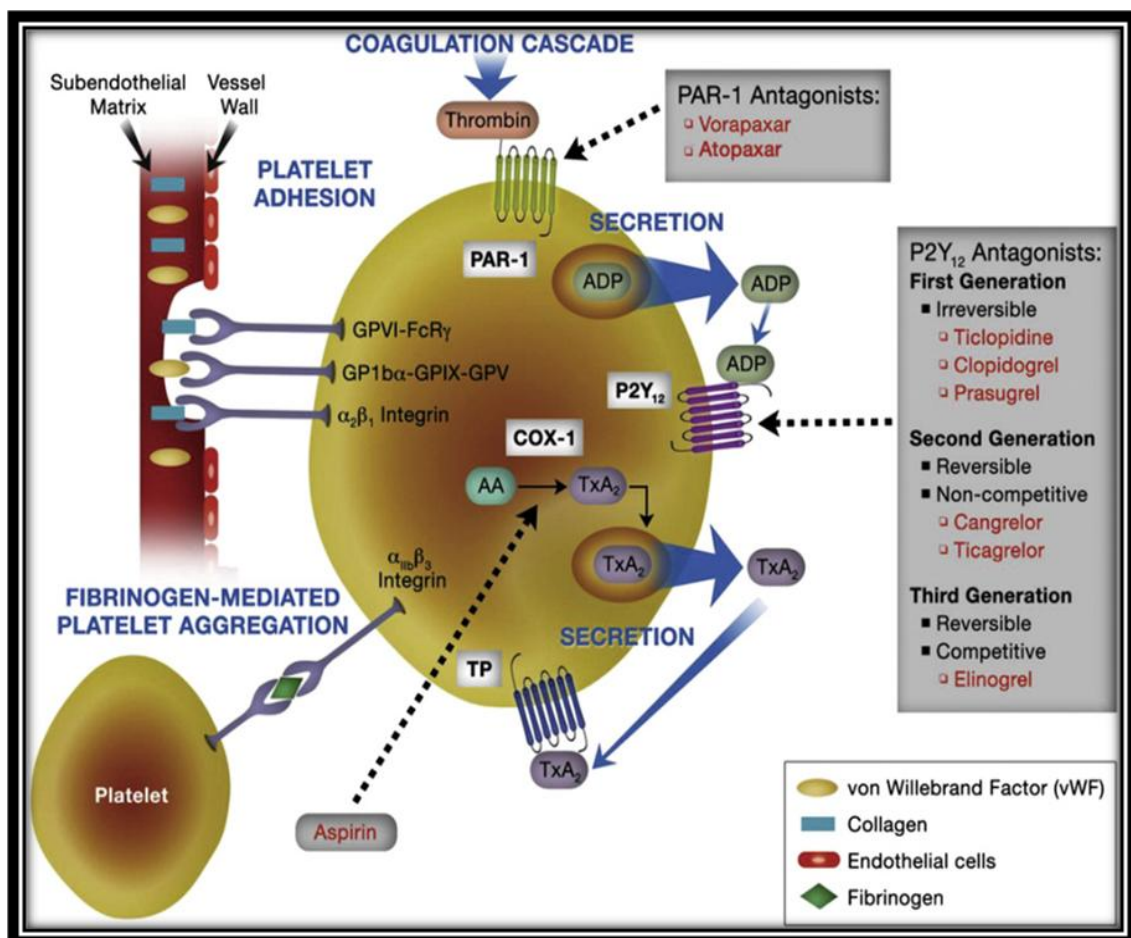 COAGULATION CASCADE
Subendothelial
Matrix
Vessel
Wall
Thrombin
PAR-1 Antagonists:
Vorapaxar
Atopaxar
PLATELET
ADHESION
SECRETION
PAR-1
ADP
ADP
ADP
P2Y₁₂
P2Y₁₂ Antagonists:
First Generation
Irreversible
Ticlopidine
Clopidogrel
Prasugrel
Second Generation
Reversible
Non-competitive
Cangrelor
Ticagrelor
Third Generation
Reversible
Competitive
Elinogrel
GPVI-FcRγ
GP1bα-GPIX-GPV
α₂β₁ Integrin
COX-1
AA
TxA₂
TxA₂
TxA₂
αIIbβ₃
Integrin
FIBRINOGEN-MEDIATED
PLATELET AGGREGATION
SECRETION
TP
TxA₂
Platelet
Aspirin
von Willebrand Factor (vWF)
Collagen
Endothelial cells
Fibrinogen